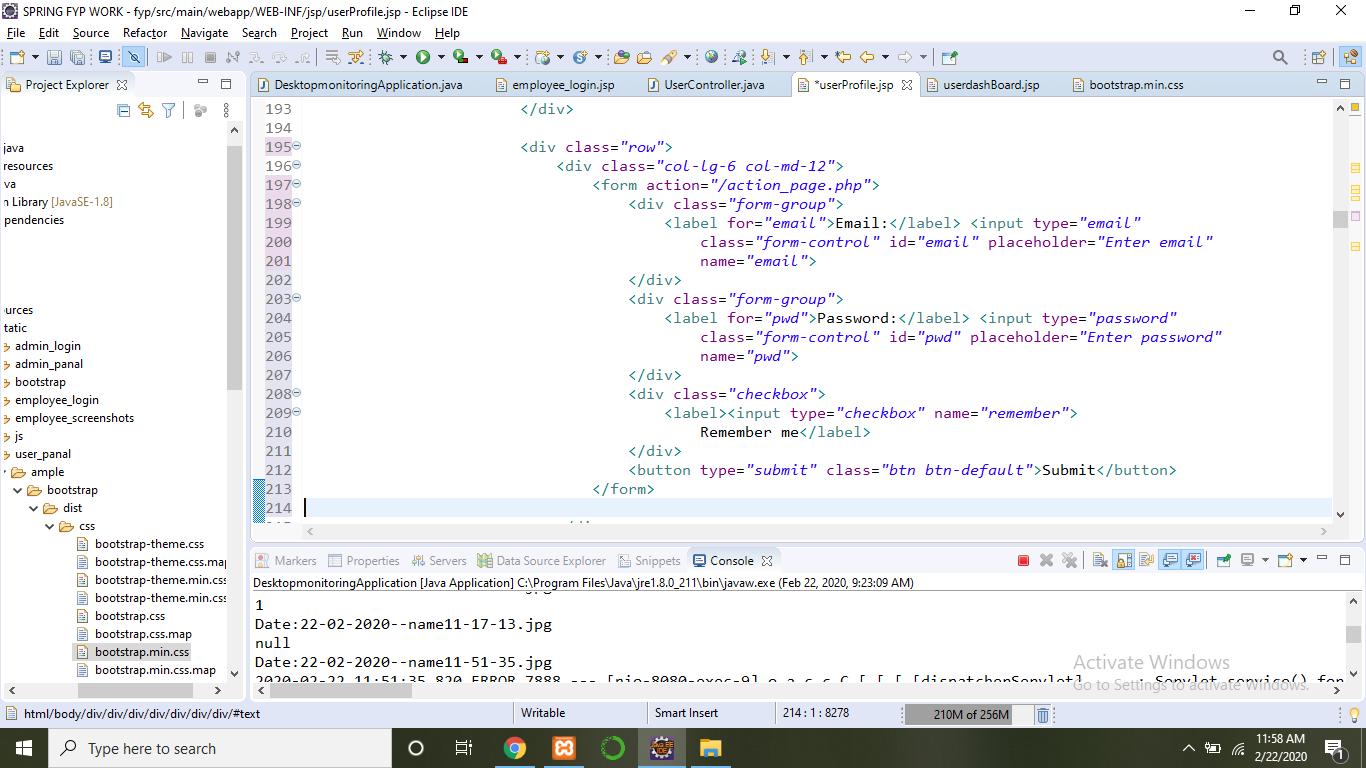 SPRING FYP WORK - fyp/src/main/webapp/WEB-INF/jsp/userProfile.jsp - Eclipse IDE
File Edit Source Refactor Navigate Search Project Run Window Help
Project Explorer
DesktopmonitoringApplication.java employee_login.jsp UserController.java *userProfile.jsp userdashBoard.jsp bootstrap.min.css
java
resources
va
n Library [JavaSE-1.8]
pendencies
urces
tatic
admin_login
admin_panal
bootstrap
employee_login
employee_screenshots
js
user_panal
ample
bootstrap
dist
css
bootstrap-theme.css
bootstrap-theme.css.map
bootstrap-theme.min.css
bootstrap-theme.min.css
bootstrap.css
bootstrap.css.map
bootstrap.min.css
bootstrap.min.css.map
193 </div>
194
195 <div class="row">
196 <div class="col-lg-6 col-md-12">
197 <form action="/action_page.php">
198 <div class="form-group">
199 <label for="email">Email:</label> <input type="email"
200 class="form-control" id="email" placeholder="Enter email"
201 name="email">
202 </div>
203 <div class="form-group">
204 <label for="pwd">Password:</label> <input type="password"
205 class="form-control" id="pwd" placeholder="Enter password"
206 name="pwd">
207 </div>
208 <div class="checkbox">
209 <label><input type="checkbox" name="remember">
210 Remember me</label>
211 </div>
212 <button type="submit" class="btn btn-default">Submit</button>
213 </form>
214
Markers Properties Servers Data Source Explorer Snippets Console
DesktopmonitoringApplication [Java Application] C:\Program Files\Java\jre1.8.0_211\bin\javaw.exe (Feb 22, 2020, 9:23:09 AM)
1
Date:22-02-2020--name11-17-13.jpg
null
Date:22-02-2020--name11-51-35.jpg
2020-02-22 11:51:35.820 ERROR 7888 --- [nio-8080-exec-9] o.a.c.c.C.[.[.[.[dispatcherServlet] : Servlet.service() for
Activate Windows
Go to Settings to activate Windows.
html/body/div/div/div/div/div/div/div/#text Writable Smart Insert 214 : 1 : 8278 210M of 256M
Type here to search
11:58 AM
2/22/2020
1